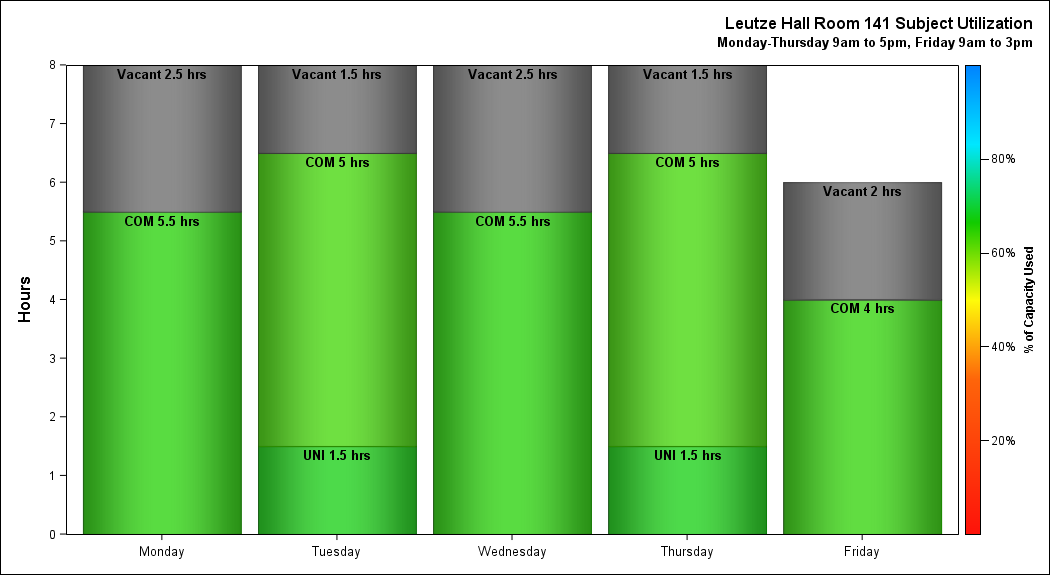 Leutze Hall Room 141 Subject Utilization
Monday-Thursday 9am to 5pm, Friday 9am to 3pm
Hours
8
7
6
5
4
3
2
1
0
Vacant 2.5 hrs
COM 5.5 hrs
Vacant 1.5 hrs
COM 5 hrs
UNI 1.5 hrs
Vacant 2.5 hrs
COM 5.5 hrs
Vacant 1.5 hrs
COM 5 hrs
UNI 1.5 hrs
Vacant 2 hrs
COM 4 hrs
Monday
Tuesday
Wednesday
Thursday
Friday
80%
60%
40%
20%
% of Capacity Used